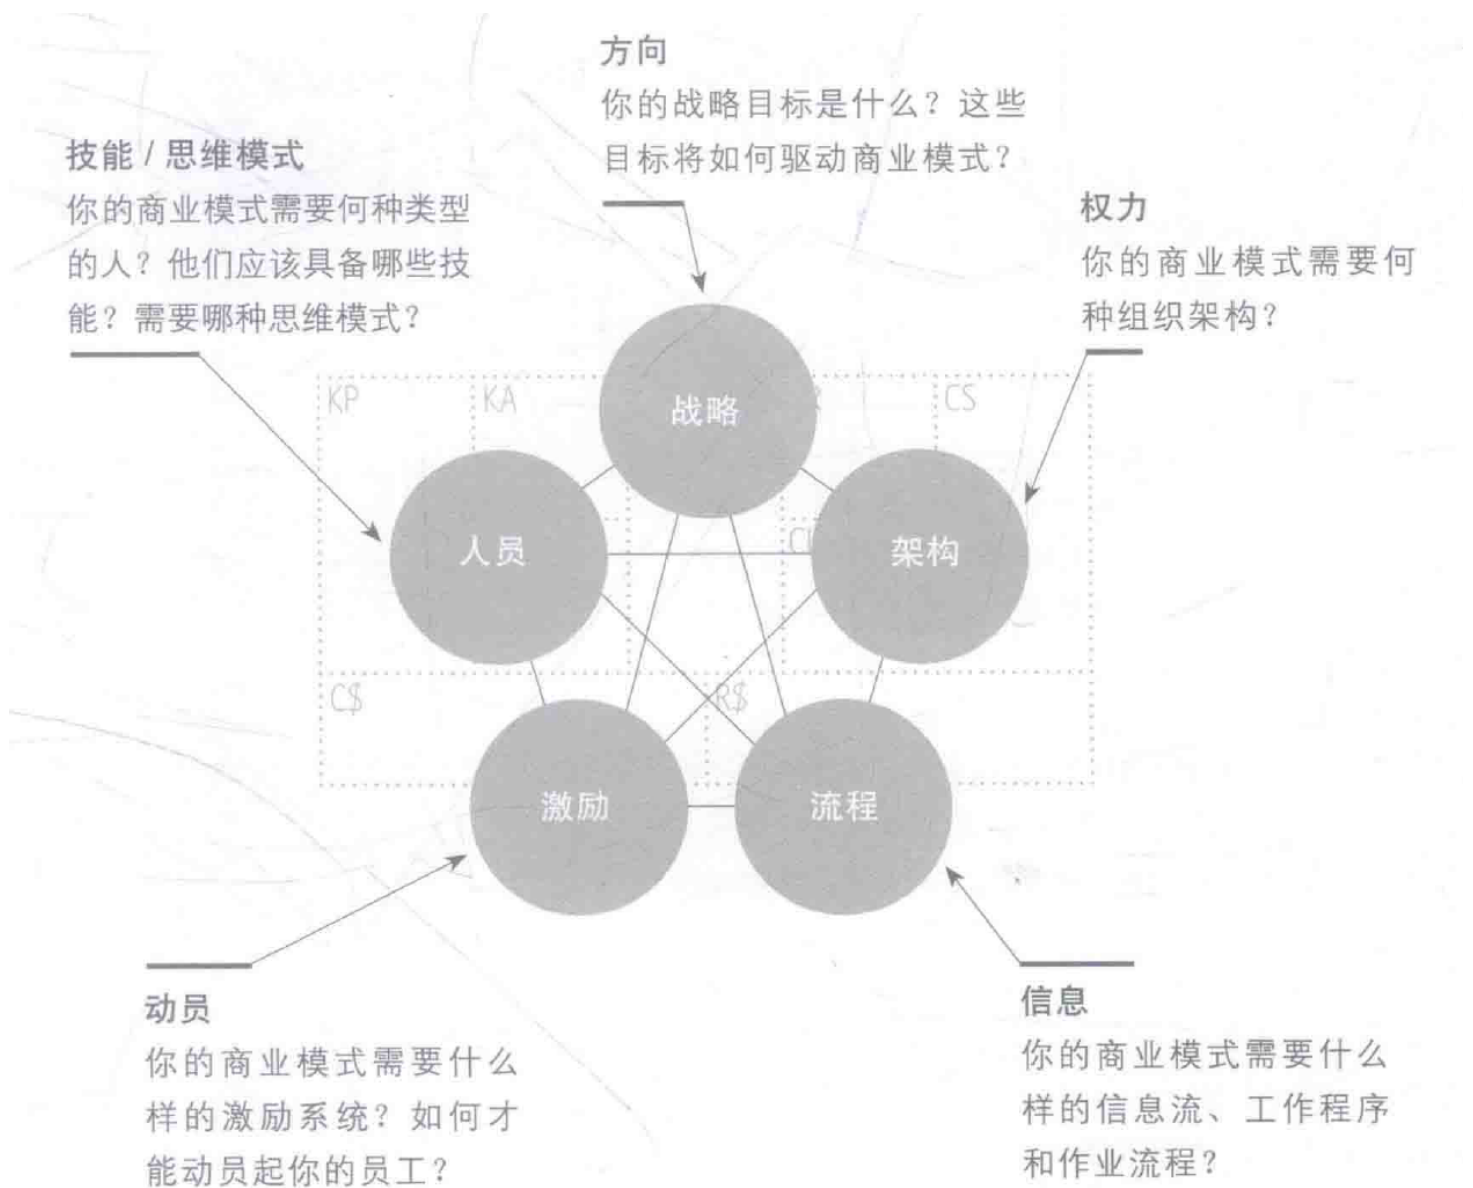 方向
你的战略目标是什么？这些
目标将如何驱动商业模式？
技能 / 思维模式
你的商业模式需要何种类型
的人？他们应该具备哪些技
能？需要哪种思维模式？
权力
你的商业模式需要何
种组织架构？
KP
KA
CS
战略
人员
架构
C$
R$
激励
流程
动员
你的商业模式需要什么
样的激励系统？如何才
能动员起你的员工？
信息
你的商业模式需要什么
样的信息流、工作程序
和作业流程？